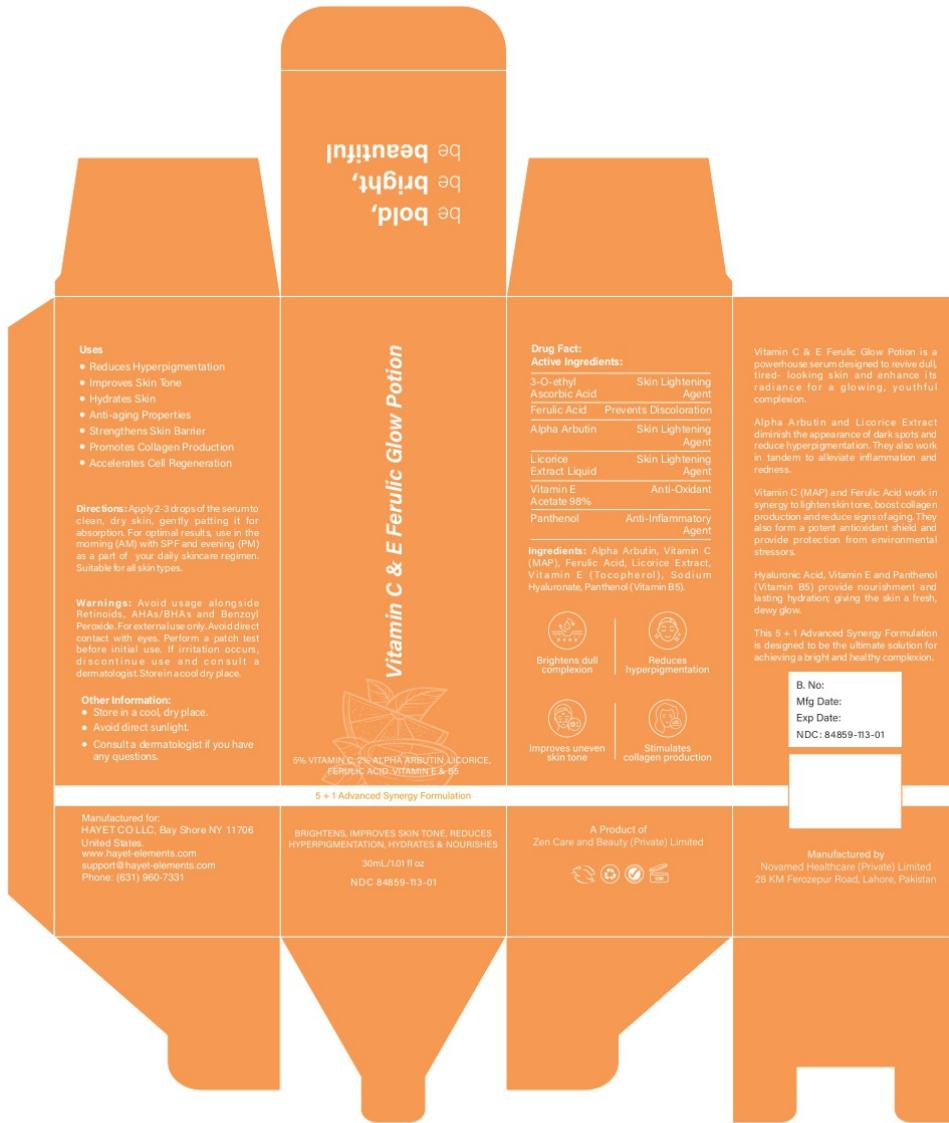 be bold,
be bright,
be beautiful
Uses
• Reduces Hyperpigmentation
• Improves Skin Tone
• Hydrates Skin
• Anti-aging Properties
• Strengthens Skin Barrier
• Promotes Collagen Production
• Accelerates Cell Regeneration
Directions: Apply 2-3 drops of the serum to
clean, dry skin, gently patting it for
absorption. For optimal results, use in the
morning (AM) with SPF and evening (PM)
as a part of your daily skincare regimen.
Suitable for all skin types.
Warnings: Avoid usage alongside
Retinoids, AHAs/BHAs and Benzoyl
Peroxide. For external use only. Avoid direct
contact with eyes. Perform a patch test
before initial use. If irritation occurs,
discontinue use and consult a
dermatologist. Store in a cool dry place.
Other Information:
• Store in a cool, dry place.
• Avoid direct sunlight.
• Consult a dermatologist if you have
any questions.
Manufactured for:
HAYET CO LLC, Bay Shore NY 11706
United States.
www.hayet-elements.com
support@hayet-elements.com
Phone: (631) 960-7331
Vitamin C & E Ferulic Glow Potion
5% VITAMIN C, 2% ALPHA ARBUTIN, LICORICE,
FERULIC ACID, VITAMIN E & B5
5 + 1 Advanced Synergy Formulation
BRIGHTENS, IMPROVES SKIN TONE, REDUCES
HYPERPIGMENTATION, HYDRATES & NOURISHES
30mL/1.01 fl oz
NDC 84859-113-01
Drug Fact:
Active Ingredients:
3-O-ethyl Skin Lightening
Ascorbic Acid Agent
Ferulic Acid Prevents Discoloration
Alpha Arbutin Skin Lightening
Agent
Licorice Skin Lightening
Extract Liquid Agent
Vitamin E Anti-Oxidant
Acetate 98%
Panthenol Anti-Inflammatory
Agent
Ingredients: Alpha Arbutin, Vitamin C
(MAP), Ferulic Acid, Licorice Extract,
Vitamin E (Tocopherol), Sodium
Hyaluronate, Panthenol (Vitamin B5).
Brightens dull
complexion
Reduces
hyperpigmentation
Improves uneven
skin tone
Stimulates
collagen production
A Product of
Zen Care and Beauty (Private) Limited
Vitamin C & E Ferulic Glow Potion is a
powerhouse serum designed to revive dull,
tired- looking skin and enhance its
radiance for a glowing, youthful
complexion.
Alpha Arbutin and Licorice Extract
diminish the appearance of dark spots and
reduce hyperpigmentation. They also work
in tandem to alleviate inflammation and
redness.
Vitamin C (MAP) and Ferulic Acid work in
synergy to lighten skin tone, boost collagen
production and reduce signs of aging. They
also form a potent antioxidant shield and
provide protection from environmental
stressors.
Hyaluronic Acid, Vitamin E and Panthenol
(Vitamin B5) provide nourishment and
lasting hydration; giving the skin a fresh,
dewy glow.
This 5 + 1 Advanced Synergy Formulation
is designed to be the ultimate solution for
achieving a bright and healthy complexion.
B. No:
Mfg Date:
Exp Date:
NDC: 84859-113-01
Manufactured by
Novamed Healthcare (Private) Limited
28 KM Ferozepur Road, Lahore, Pakistan